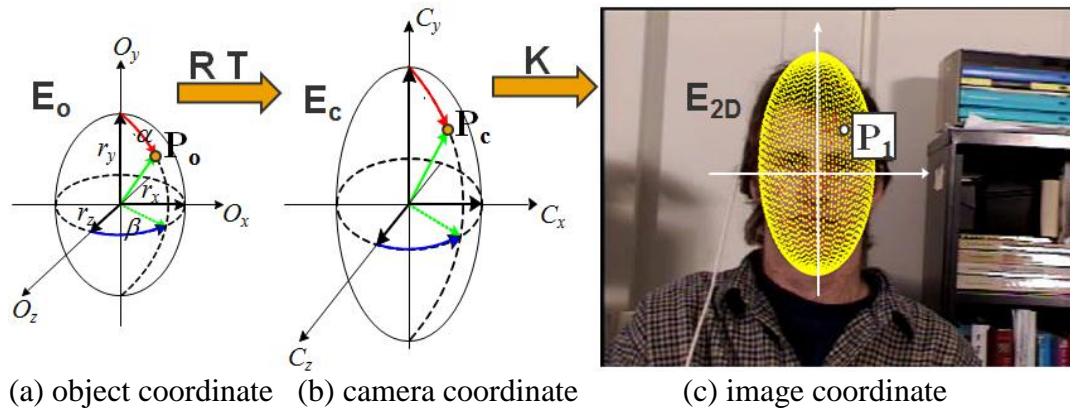 O_y
E_o
α
P_o
r_y
r_x
r_z
β
O_x
O_z
R T
C_y
E_c
P_c
C_x
C_z
K
E_2D
P_1
(a) object coordinate
(b) camera coordinate
(c) image coordinate